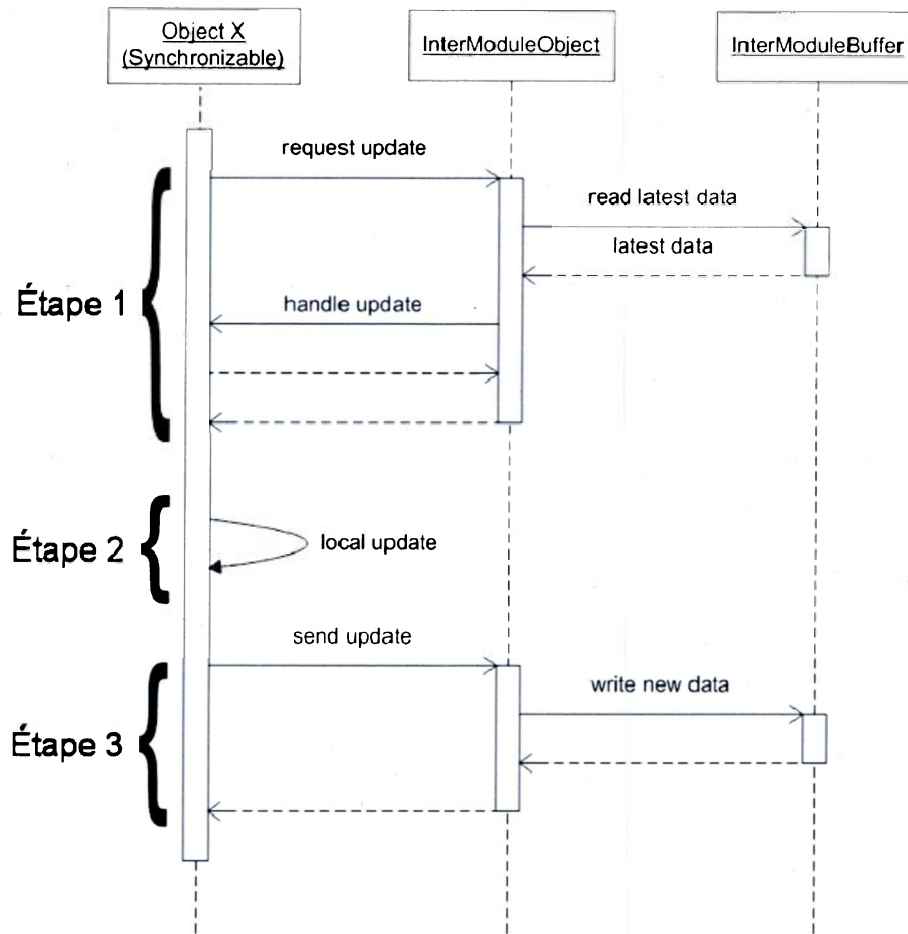 Object X
(Synchronizable)
InterModuleObject
InterModuleBuffer
request update
read latest data
latest data
Étape 1
handle update
Étape 2
local update
send update
write new data
Étape 3